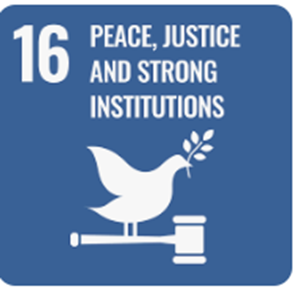 16 PEACE, JUSTICE
AND STRONG
INSTITUTIONS